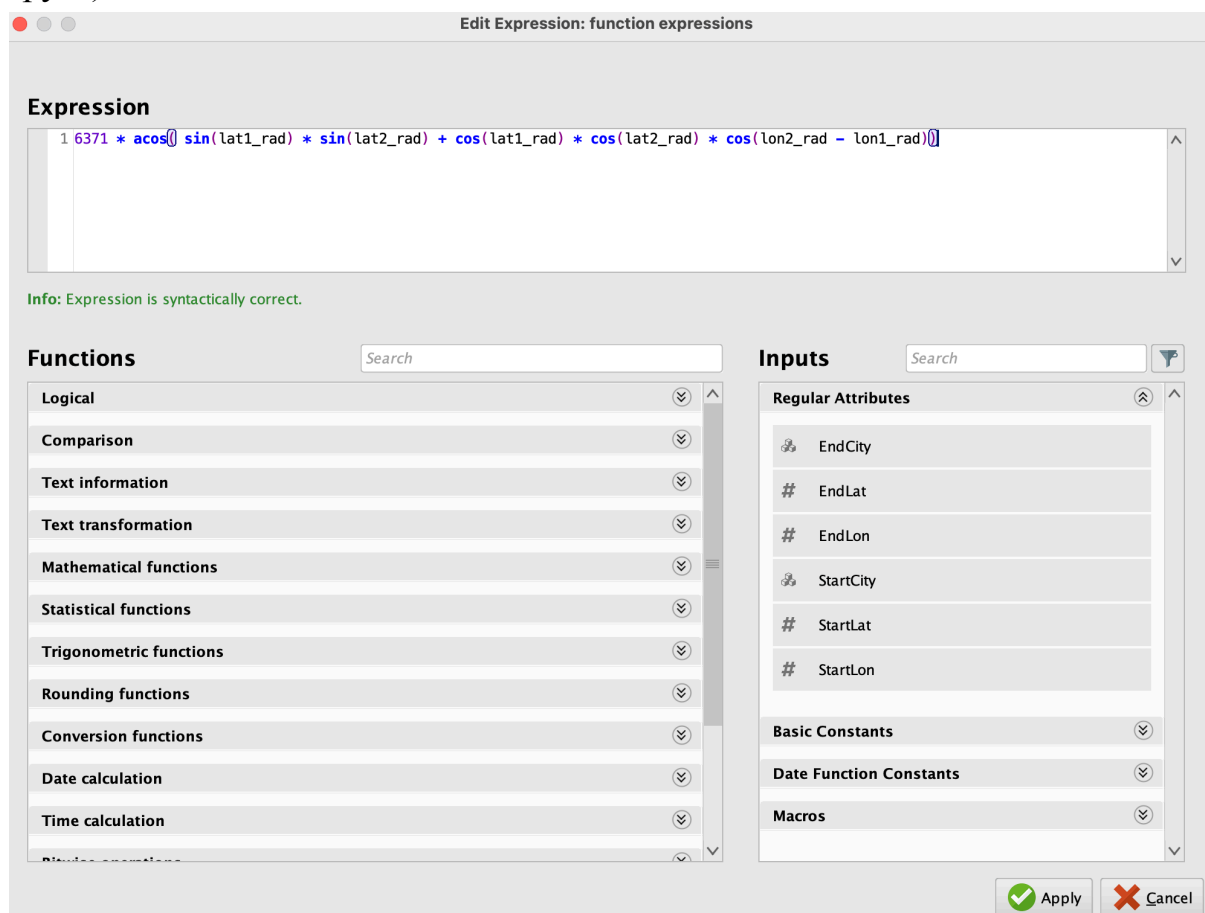 Edit Expression: function expressions
Expression
1 6371 * acos( sin(lat1_rad) * sin(lat2_rad) + cos(lat1_rad) * cos(lat2_rad) * cos(lon2_rad - lon1_rad))
Info: Expression is syntactically correct.
Functions
Search
Inputs
Search
Logical
Comparison
Text information
Text transformation
Mathematical functions
Statistical functions
Trigonometric functions
Rounding functions
Conversion functions
Date calculation
Time calculation
Regular Attributes
EndCity
# EndLat
# EndLon
StartCity
# StartLat
# StartLon
Basic Constants
Date Function Constants
Macros
Apply
Cancel